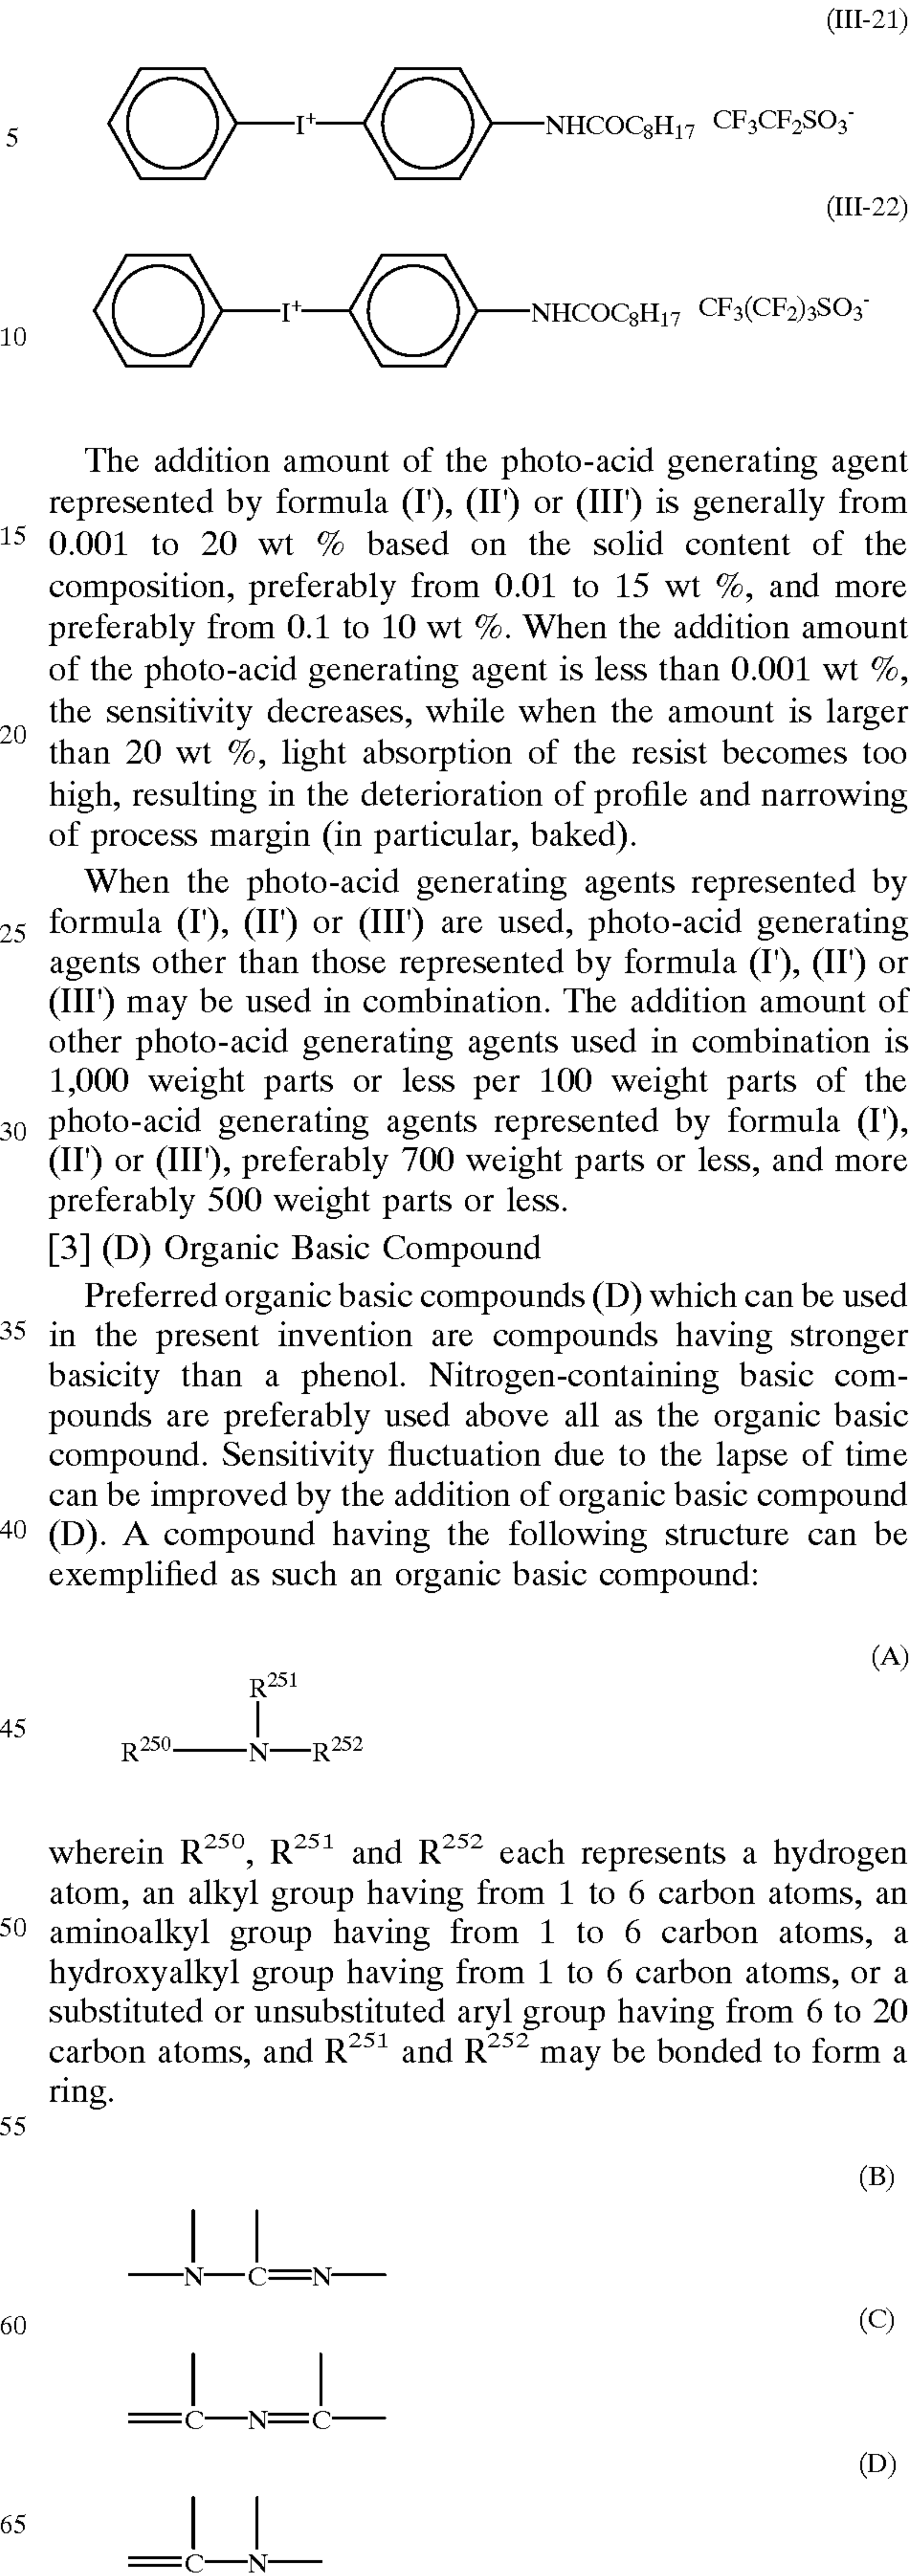 (III-21)
5
I⁺ NHCOC₈H₁₇ CF₃CF₂SO₃⁻
(III-22)
I⁺ NHCOC₈H₁₇ CF₃(CF₂)₃SO₃⁻
10
The addition amount of the photo-acid generating agent
represented by formula (I'), (II') or (III') is generally from
15 0.001 to 20 wt % based on the solid content of the
composition, preferably from 0.01 to 15 wt %, and more
preferably from 0.1 to 10 wt %. When the addition amount
of the photo-acid generating agent is less than 0.001 wt %,
the sensitivity decreases, while when the amount is larger
20 than 20 wt %, light absorption of the resist becomes too
high, resulting in the deterioration of profile and narrowing
of process margin (in particular, baked).
When the photo-acid generating agents represented by
25 formula (I'), (II') or (III') are used, photo-acid generating
agents other than those represented by formula (I'), (II') or
(III') may be used in combination. The addition amount of
other photo-acid generating agents used in combination is
1,000 weight parts or less per 100 weight parts of the
30 photo-acid generating agents represented by formula (I'),
(II') or (III'), preferably 700 weight parts or less, and more
preferably 500 weight parts or less.
[3] (D) Organic Basic Compound
Preferred organic basic compounds (D) which can be used
35 in the present invention are compounds having stronger
basicity than a phenol. Nitrogen-containing basic com-
pounds are preferably used above all as the organic basic
compound. Sensitivity fluctuation due to the lapse of time
can be improved by the addition of organic basic compound
40 (D). A compound having the following structure can be
exemplified as such an organic basic compound:
(A)
R²⁵¹
45
R²⁵⁰ N R²⁵²
wherein R²⁵⁰, R²⁵¹ and R²⁵² each represents a hydrogen
atom, an alkyl group having from 1 to 6 carbon atoms, an
50 aminoalkyl group having from 1 to 6 carbon atoms, a
hydroxyalkyl group having from 1 to 6 carbon atoms, or a
substituted or unsubstituted aryl group having from 6 to 20
carbon atoms, and R²⁵¹ and R²⁵² may be bonded to form a
ring.
55
(B)
N C N
60 (C)
C N C
(D)
65
C N